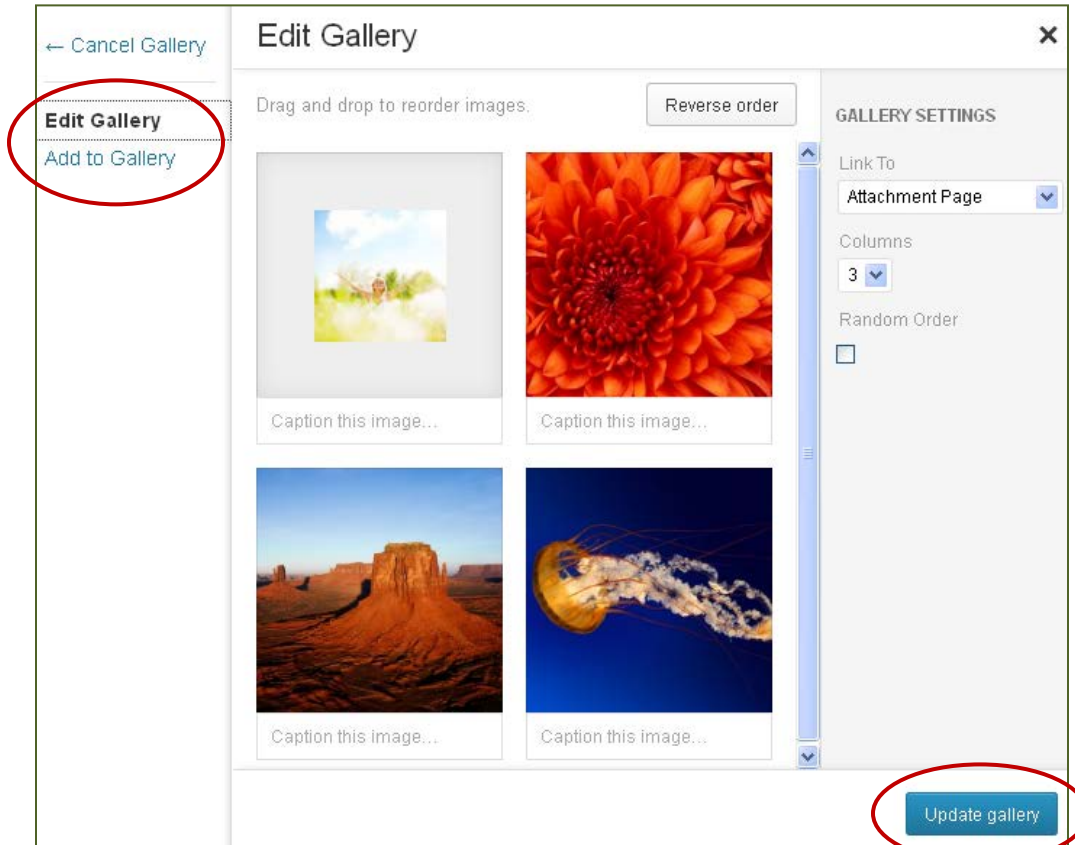 ← Cancel Gallery
Edit Gallery
Add to Gallery
Edit Gallery
×
Drag and drop to reorder images.
Reverse order
Caption this image...
Caption this image...
Caption this image...
Caption this image...
GALLERY SETTINGS
Link To
Attachment Page
Columns
3
Random Order
Update gallery